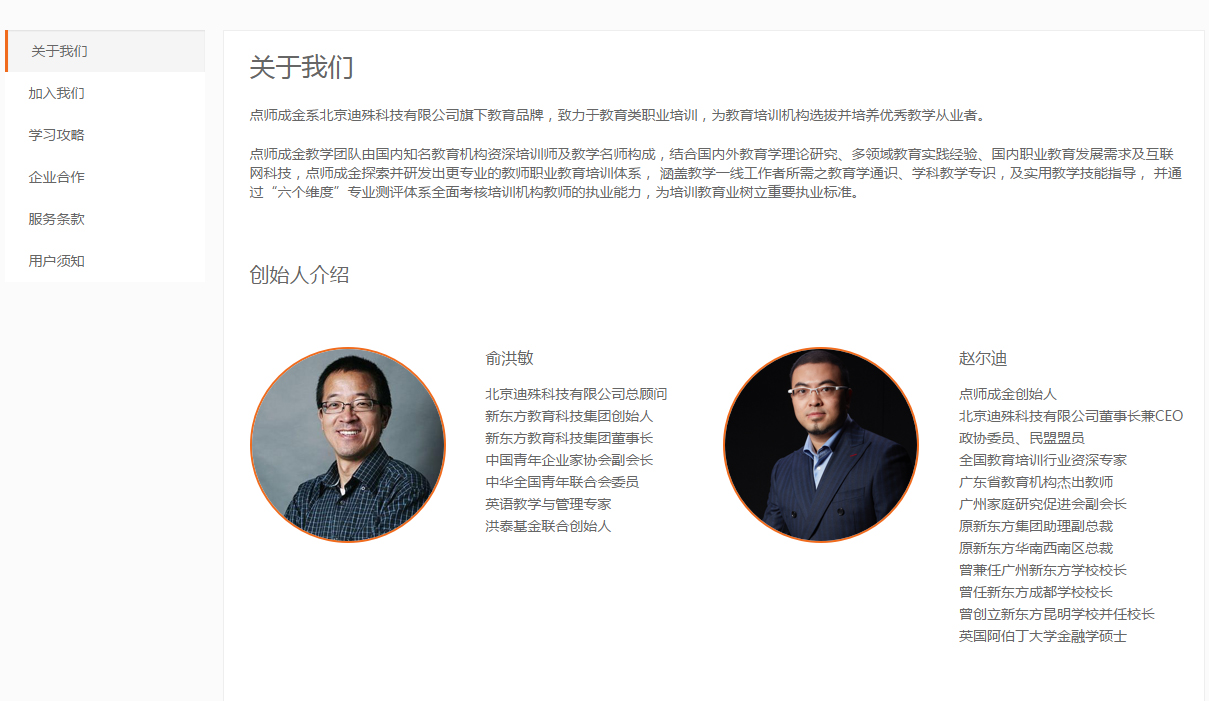 关于我们
加入我们
学习攻略
企业合作
服务条款
用户须知
关于我们
点师成金系北京迪殊科技有限公司旗下教育品牌，致力于教育类职业培训，为教育培训机构选拔并培养优秀教学从业者。
点师成金教学团队由国内知名教育机构资深培训师及教学名师构成，结合国内外教育学理论研究、多领域教育实践经验、国内职业教育发展需求及互联
网科技，点师成金探索并研发出更专业的教师职业教育培训体系， 涵盖教学一线工作者所需之教育学通识、学科教学专识，及实用教学技能指导， 并通
过“六个维度”专业测评体系全面考核培训机构教师的执业能力，为培训教育业树立重要执业标准。
创始人介绍
俞洪敏
北京迪殊科技有限公司总顾问
新东方教育科技集团创始人
新东方教育科技集团董事长
中国青年企业家协会副会长
中华全国青年联合会委员
英语教学与管理专家
洪泰基金联合创始人
赵尔迪
点师成金创始人
北京迪殊科技有限公司董事长兼CEO
政协委员、民盟盟员
全国教育培训行业资深专家
广东省教育机构杰出教师
广州家庭研究促进会副会长
原新东方集团助理副总裁
原新东方华南西南区总裁
曾兼任广州新东方学校校长
曾任新东方成都学校校长
曾创立新东方昆明学校并任校长
英国阿伯丁大学金融学硕士